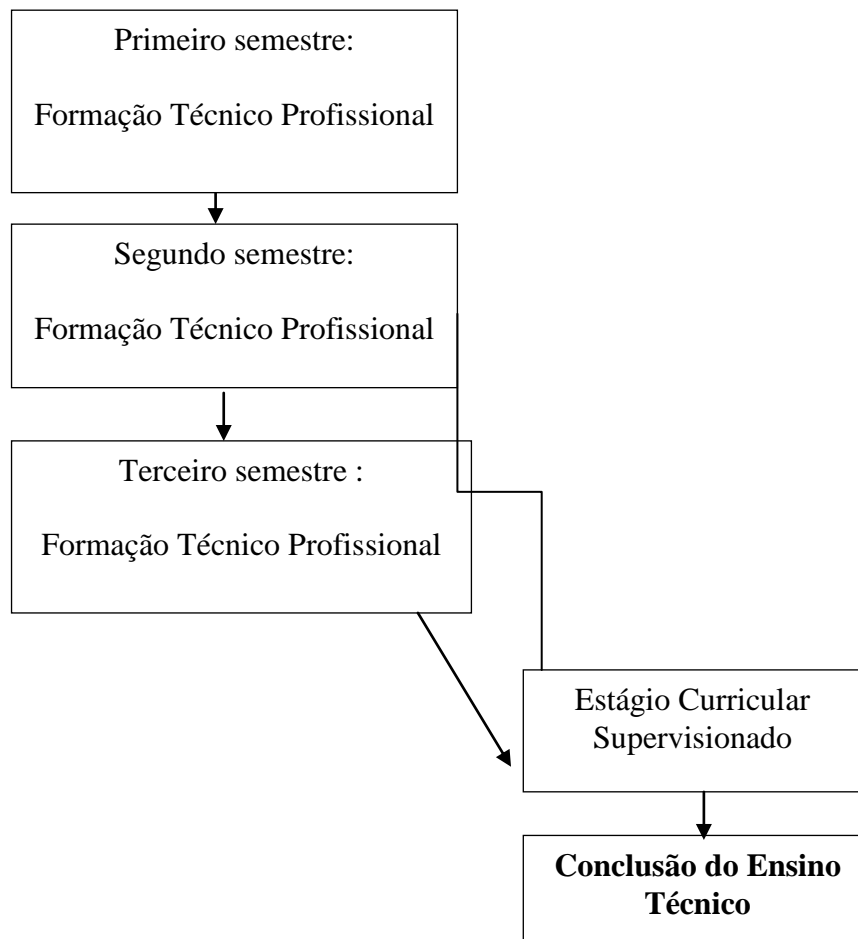 Primeiro semestre:
Formação Técnico Profissional
Segundo semestre:
Formação Técnico Profissional
Terceiro semestre :
Formação Técnico Profissional
Estágio Curricular
Supervisionado
Conclusão do Ensino
Técnico